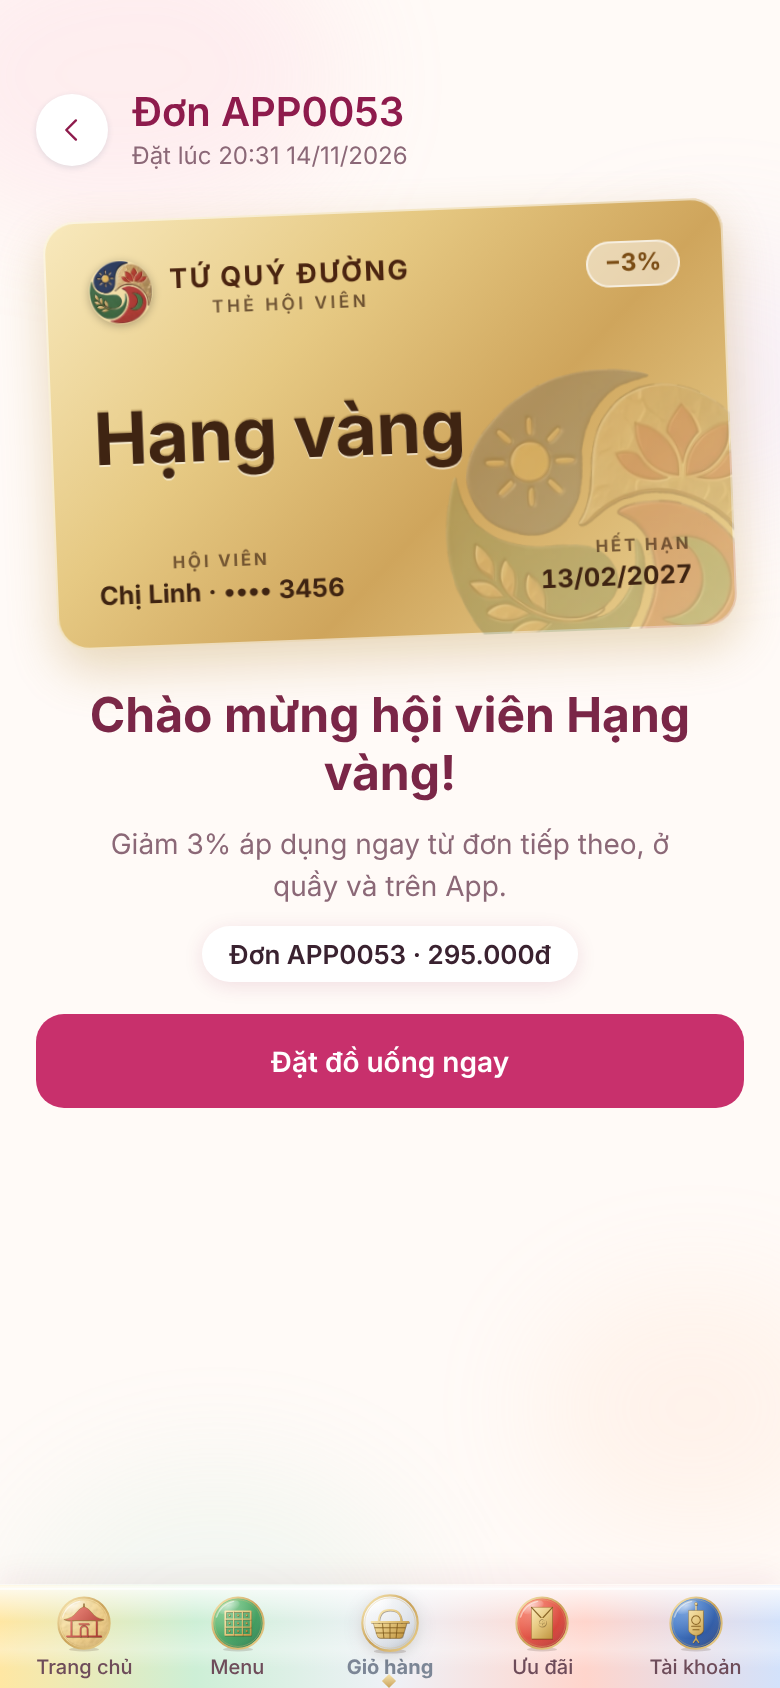 Đơn APP0053
Đặt lúc 20:31 14/11/2026
TỨ QUÝ ĐƯỜNG
THẺ HỘI VIÊN
−3%
Hạng vàng
HỘI VIÊN
Chị Linh · •••• 3456
HẾT HẠN
13/02/2027
Chào mừng hội viên Hạng
vàng!
Giảm 3% áp dụng ngay từ đơn tiếp theo, ở
quầy và trên App.
Đơn APP0053 · 295.000đ
Đặt đồ uống ngay
Trang chủ
Menu
Giỏ hàng
Ưu đãi
Tài khoản